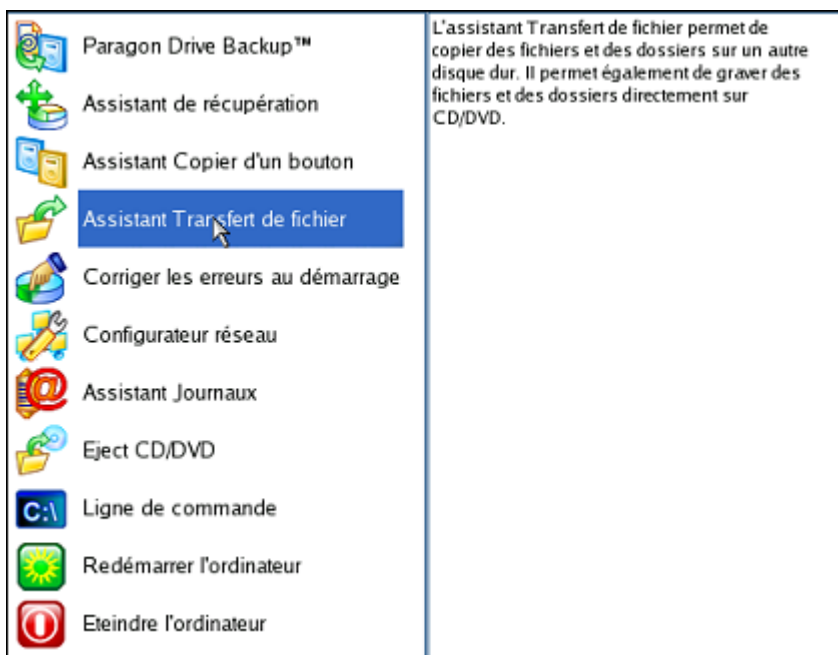 Paragon Drive Backup™
Assistant de récupération
Assistant Copier d'un bouton
Assistant Transfert de fichier
Corriger les erreurs au démarrage
Configurateur réseau
Assistant Journaux
Eject CD/DVD
C:\ Ligne de commande
Redémarrer l'ordinateur
Eteindre l'ordinateur
L'assistant Transfert de fichier permet de
copier des fichiers et des dossiers sur un autre
disque dur. Il permet également de graver des
fichiers et des dossiers directement sur
CD/DVD.